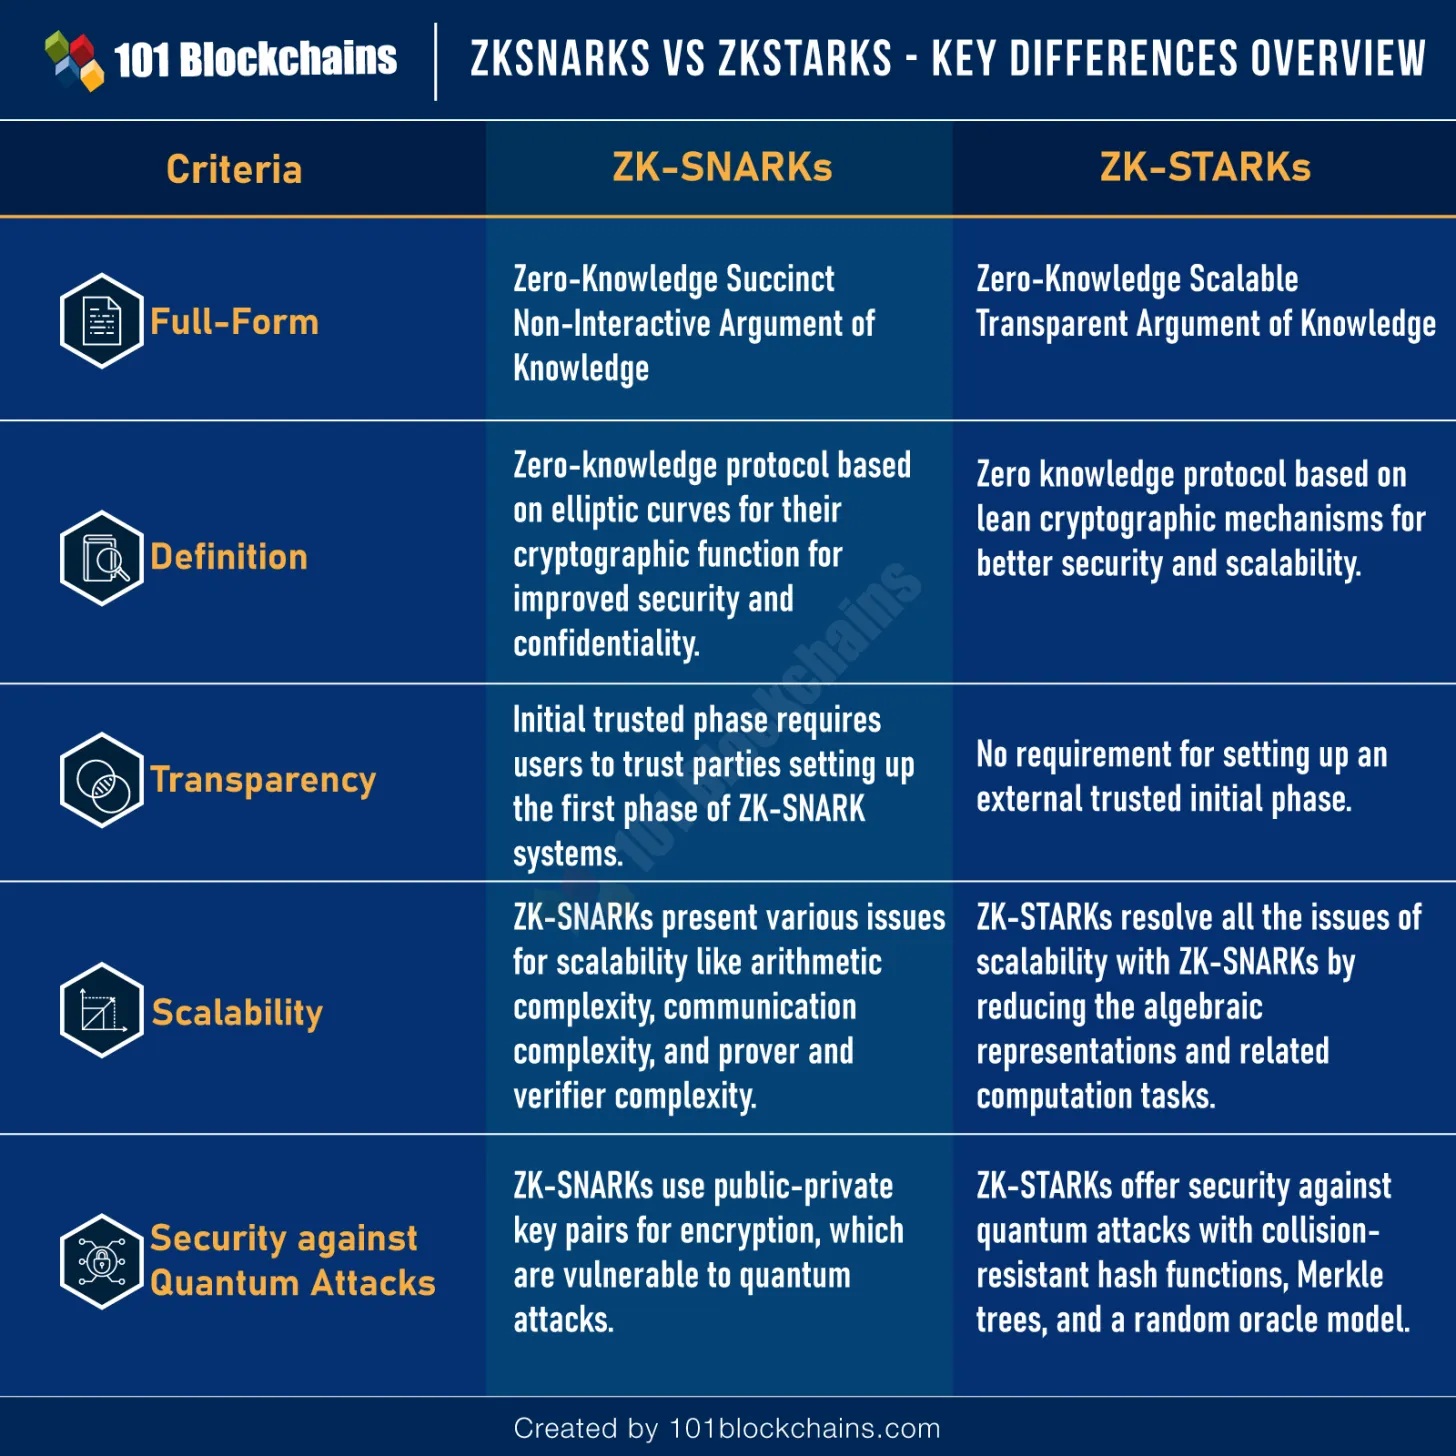 101 Blockchains
ZKSNARKS VS ZKSTARKS - KEY DIFFERENCES OVERVIEW
Criteria
ZK-SNARKs
ZK-STARKs
Full-Form
Zero-Knowledge Succinct
Non-Interactive Argument of
Knowledge
Zero-Knowledge Scalable
Transparent Argument of Knowledge
Definition
Zero-knowledge protocol based
on elliptic curves for their
cryptographic function for
improved security and
confidentiality.
Zero knowledge protocol based on
lean cryptographic mechanisms for
better security and scalability.
Transparency
Initial trusted phase requires
users to trust parties setting up
the first phase of ZK-SNARK
systems.
No requirement for setting up an
external trusted initial phase.
Scalability
ZK-SNARKs present various issues
for scalability like arithmetic
complexity, communication
complexity, and prover and
verifier complexity.
ZK-STARKs resolve all the issues of
scalability with ZK-SNARKs by
reducing the algebraic
representations and related
computation tasks.
Security against
Quantum Attacks
ZK-SNARKs use public-private
key pairs for encryption, which
are vulnerable to quantum
attacks.
ZK-STARKs offer security against
quantum attacks with collision-
resistant hash functions, Merkle
trees, and a random oracle model.
101 blockchains
Created by 101blockchains.com